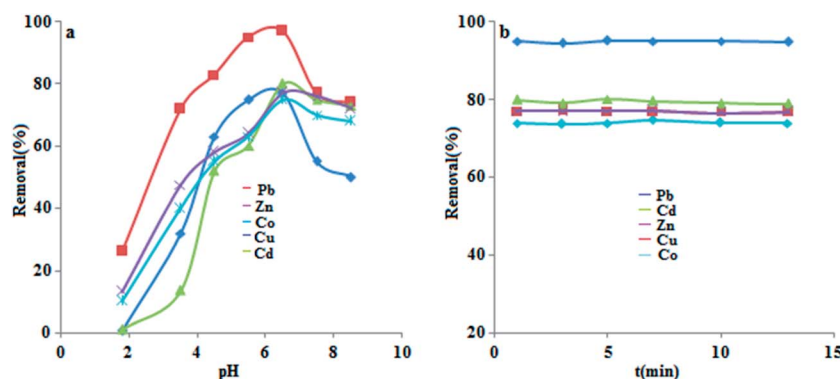 a
Removal(%)
100
80
60
40
20
0
0 2 4 6 8 10
pH
Pb
Zn
Co
Cu
Cd
b
Removal(%)
100
80
60
40
20
0 5 10 15
t(min)
Pb
Cd
Zn
Cu
Co